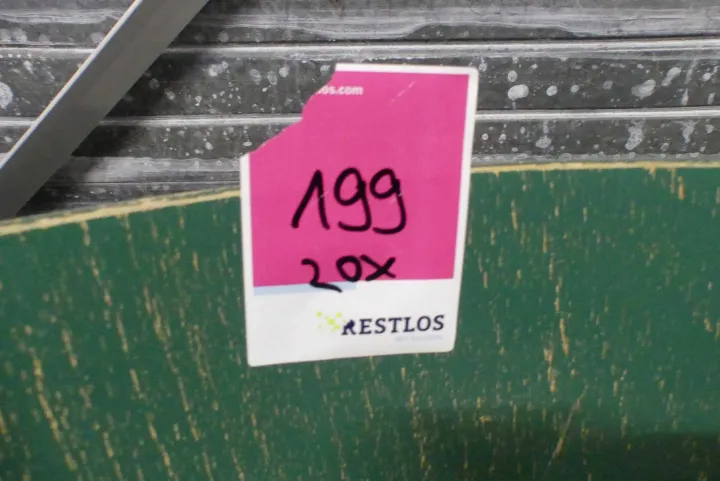 os.com
199
20x
RESTLOS